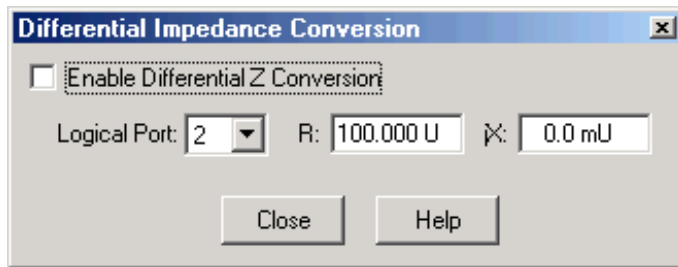 Differential Impedance Conversion
Enable Differential Z Conversion
Logical Port: 2 R: 100.000 U jX: 0.0 mU
Close Help